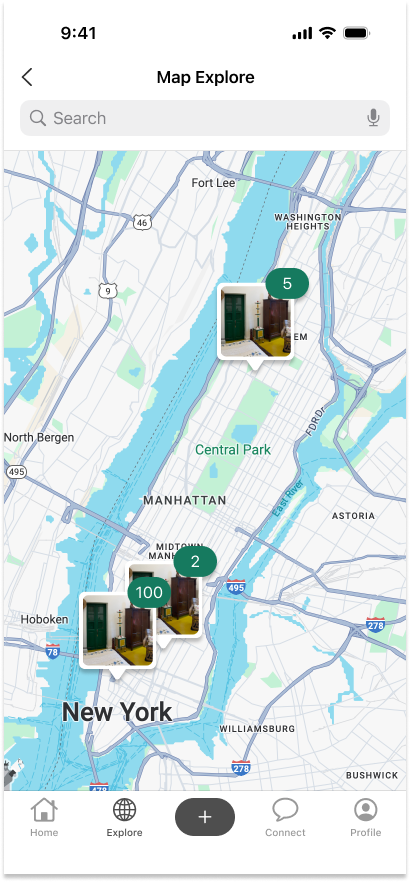 9:41
Map Explore
Search
Fort Lee
46
WASHINGTON
HEIGHTS
9
5
EM
FDR Dr
North Bergen
Central Park
495
East River
MANHATTAN
ASTORIA
MIDTOWN
MANHA
2
495
100
Hoboken
278
78
New York
WILLIAMSBURG
278
BUSHWICK
478
Home
Explore
+
Connect
Profile